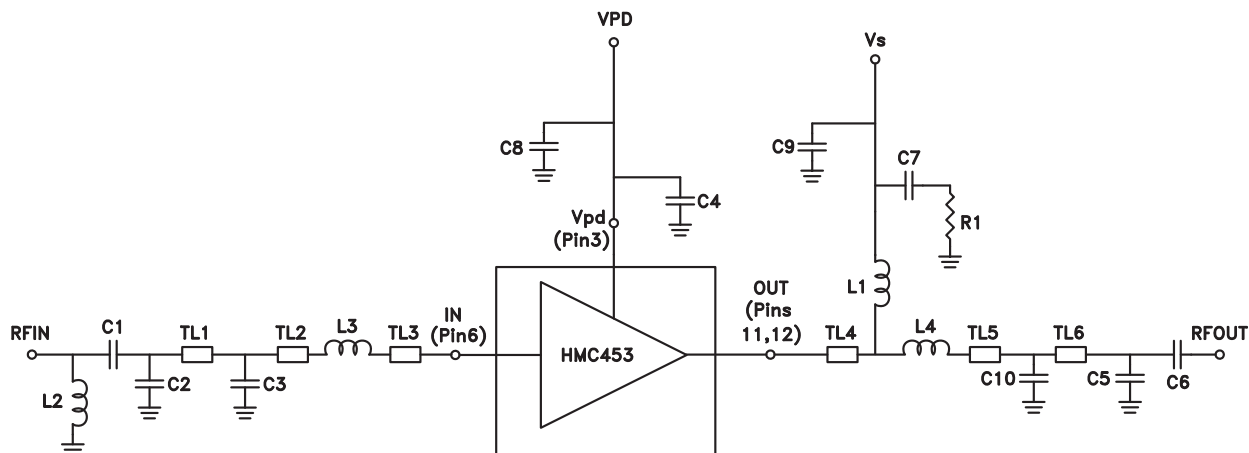 VPD
Vs
C8
C4
Vpd
(Pin3)
C9
C7
R1
L1
RFIN
C1
TL1
TL2
L3
TL3
IN
(Pin6)
HMC453
OUT
(Pins
11,12)
TL4
L4
TL5
TL6
RFOUT
L2
C2
C3
C10
C5
C6